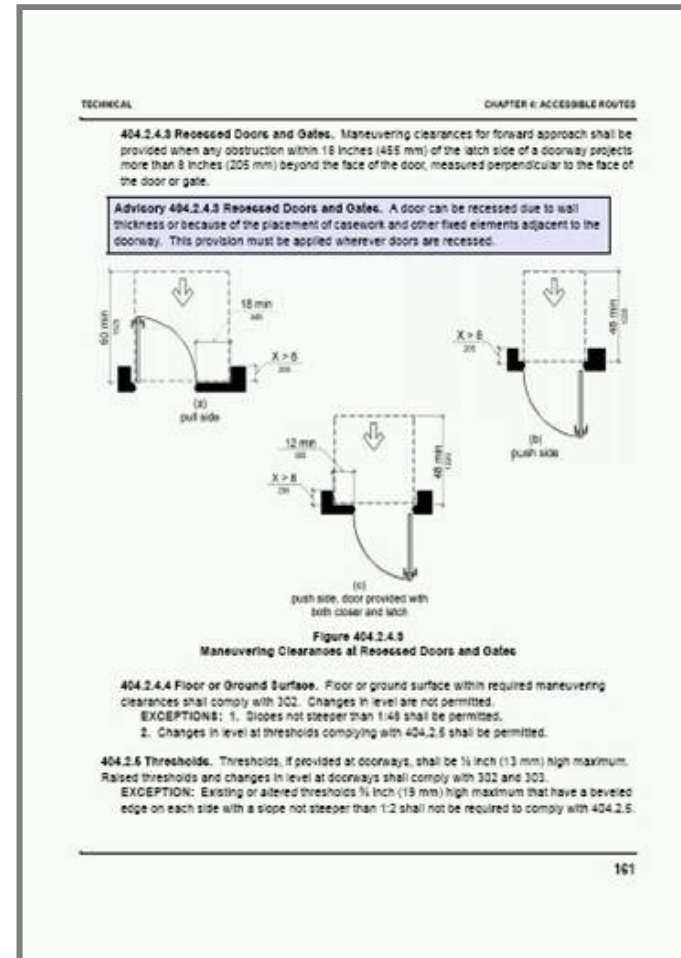 TECHNICAL CHAPTER 4: ACCESSIBLE ROUTES
404.2.4.3 Recessed Doors and Gates. Maneuvering clearances for forward approach shall be
provided when any obstruction within 18 inches (455 mm) of the latch side of a doorway projects
more than 8 inches (205 mm) beyond the face of the door, measured perpendicular to the face of
the door or gate.
Advisory 404.2.4.3 Recessed Doors and Gates. A door can be recessed due to wall
thickness or because of the placement of casework and other fixed elements adjacent to the
doorway. This provision must be applied wherever doors are recessed.
60 min
1525
18 min
X > 8
205
(a)
pull side
X > 8
205
48 min
1220
(b)
push side
12 min
X > 8
48 min
1220
(c)
push side, door provided with
both closer and latch
Figure 404.2.4.3
Maneuvering Clearances at Recessed Doors and Gates
404.2.4.4 Floor or Ground Surface. Floor or ground surface within required maneuvering
clearances shall comply with 302. Changes in level are not permitted.
EXCEPTIONS: 1. Slopes not steeper than 1:48 shall be permitted.
2. Changes in level at thresholds complying with 404.2.5 shall be permitted.
404.2.5 Thresholds. Thresholds, if provided at doorways, shall be ½ inch (13 mm) high maximum.
Raised thresholds and changes in level at doorways shall comply with 302 and 303.
EXCEPTION: Existing or altered thresholds ¾ inch (19 mm) high maximum that have a beveled
edge on each side with a slope not steeper than 1:2 shall not be required to comply with 404.2.5.
161